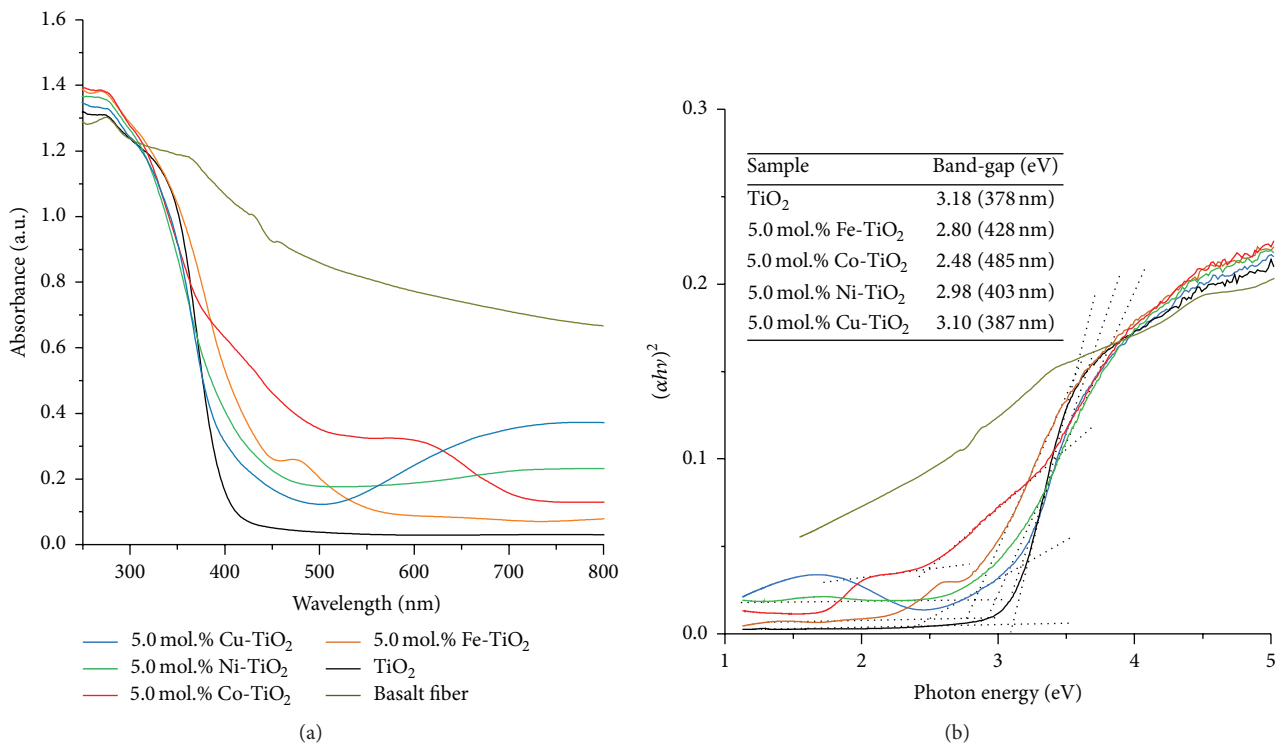 1.6
1.4
1.2
1.0
0.8
0.6
0.4
0.2
0.0
Absorbance (a.u.)
300 400 500 600 700 800
Wavelength (nm)
5.0 mol.% Cu-TiO₂ 5.0 mol.% Fe-TiO₂
5.0 mol.% Ni-TiO₂ TiO₂
5.0 mol.% Co-TiO₂ Basalt fiber
(a)
0.3
0.2
0.1
0.0
(αhν)²
Sample Band-gap (eV)
TiO₂ 3.18 (378 nm)
5.0 mol.% Fe-TiO₂ 2.80 (428 nm)
5.0 mol.% Co-TiO₂ 2.48 (485 nm)
5.0 mol.% Ni-TiO₂ 2.98 (403 nm)
5.0 mol.% Cu-TiO₂ 3.10 (387 nm)
1 2 3 4 5
Photon energy (eV)
(b)